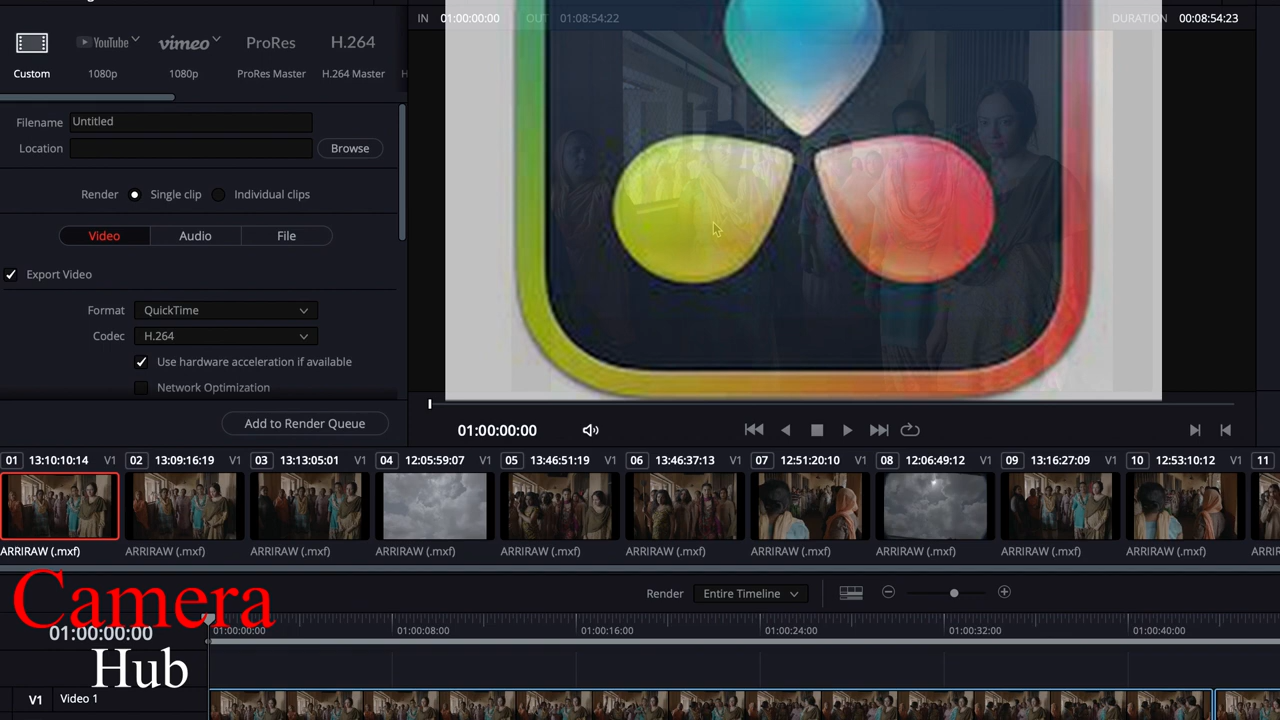 IN 01:00:00:00 OUT 01:08:54:22 DURATION 00:08:54:23
YouTube vimeo ProRes H.264
Custom 1080p 1080p ProRes Master H.264 Master H
Filename Untitled
Location Browse
Render Single clip Individual clips
Video Audio File
Export Video
Format QuickTime
Codec H.264
Use hardware acceleration if available
Network Optimization
Add to Render Queue
01:00:00:00
01 13:10:10:14 V1 02 13:09:16:19 V1 03 13:13:05:01 V1 04 12:05:59:07 V1 05 13:46:51:19 V1 06 13:46:37:13 V1 07 12:51:20:10 V1 08 12:06:49:12 V1 09 13:16:27:09 V1 10 12:53:10:12 V1 11
ARRIRAW (.mxf) ARRIRAW (.mxf) ARRIRAW (.mxf) ARRIRAW (.mxf) ARRIRAW (.mxf) ARRIRAW (.mxf) ARRIRAW (.mxf) ARRIRAW (.mxf) ARRIRAW (.mxf) ARRIRAW (.mxf) ARRI
Camera
Hub
Render Entire Timeline
01:00:00:00
01:00:00:00 01:00:08:00 01:00:16:00 01:00:24:00 01:00:32:00 01:00:40:00
V1 Video 1